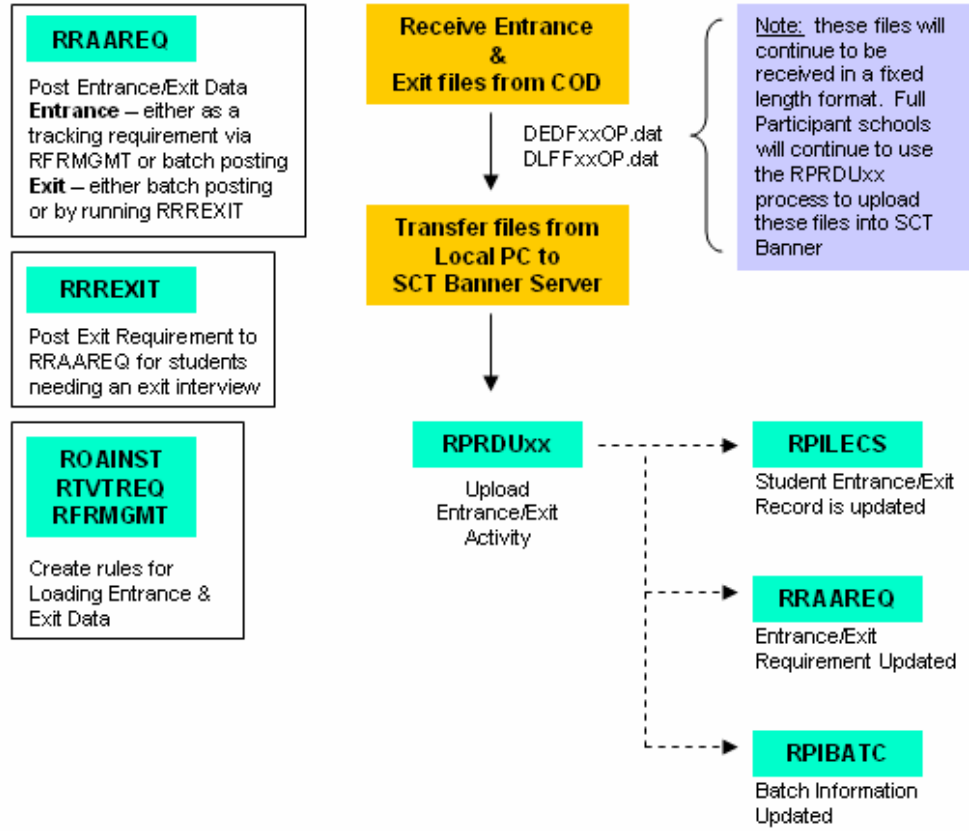 RRAAREQ
Post Entrance/Exit Data
Entrance – either as a
tracking requirement via
RFRMGMT or batch posting
Exit – either batch posting
or by running RRREXIT
RRREXIT
Post Exit Requirement to
RRAAREQ for students
needing an exit interview
ROAINST
RTVTREQ
RFRMGMT
Create rules for
Loading Entrance &
Exit Data
Receive Entrance
&
Exit files from COD
DEDFxxOP.dat
DLFFxxOP.dat
Note: these files will
continue to be
received in a fixed
length format. Full
Participant schools
will continue to use
the RPRDUxx
process to upload
these files into SCT
Banner
Transfer files from
Local PC to
SCT Banner Server
RPRDUxx
Upload
Entrance/Exit
Activity
RPILECS
Student Entrance/Exit
Record is updated
RRAAREQ
Entrance/Exit
Requirement Updated
RPIBATC
Batch Information
Updated